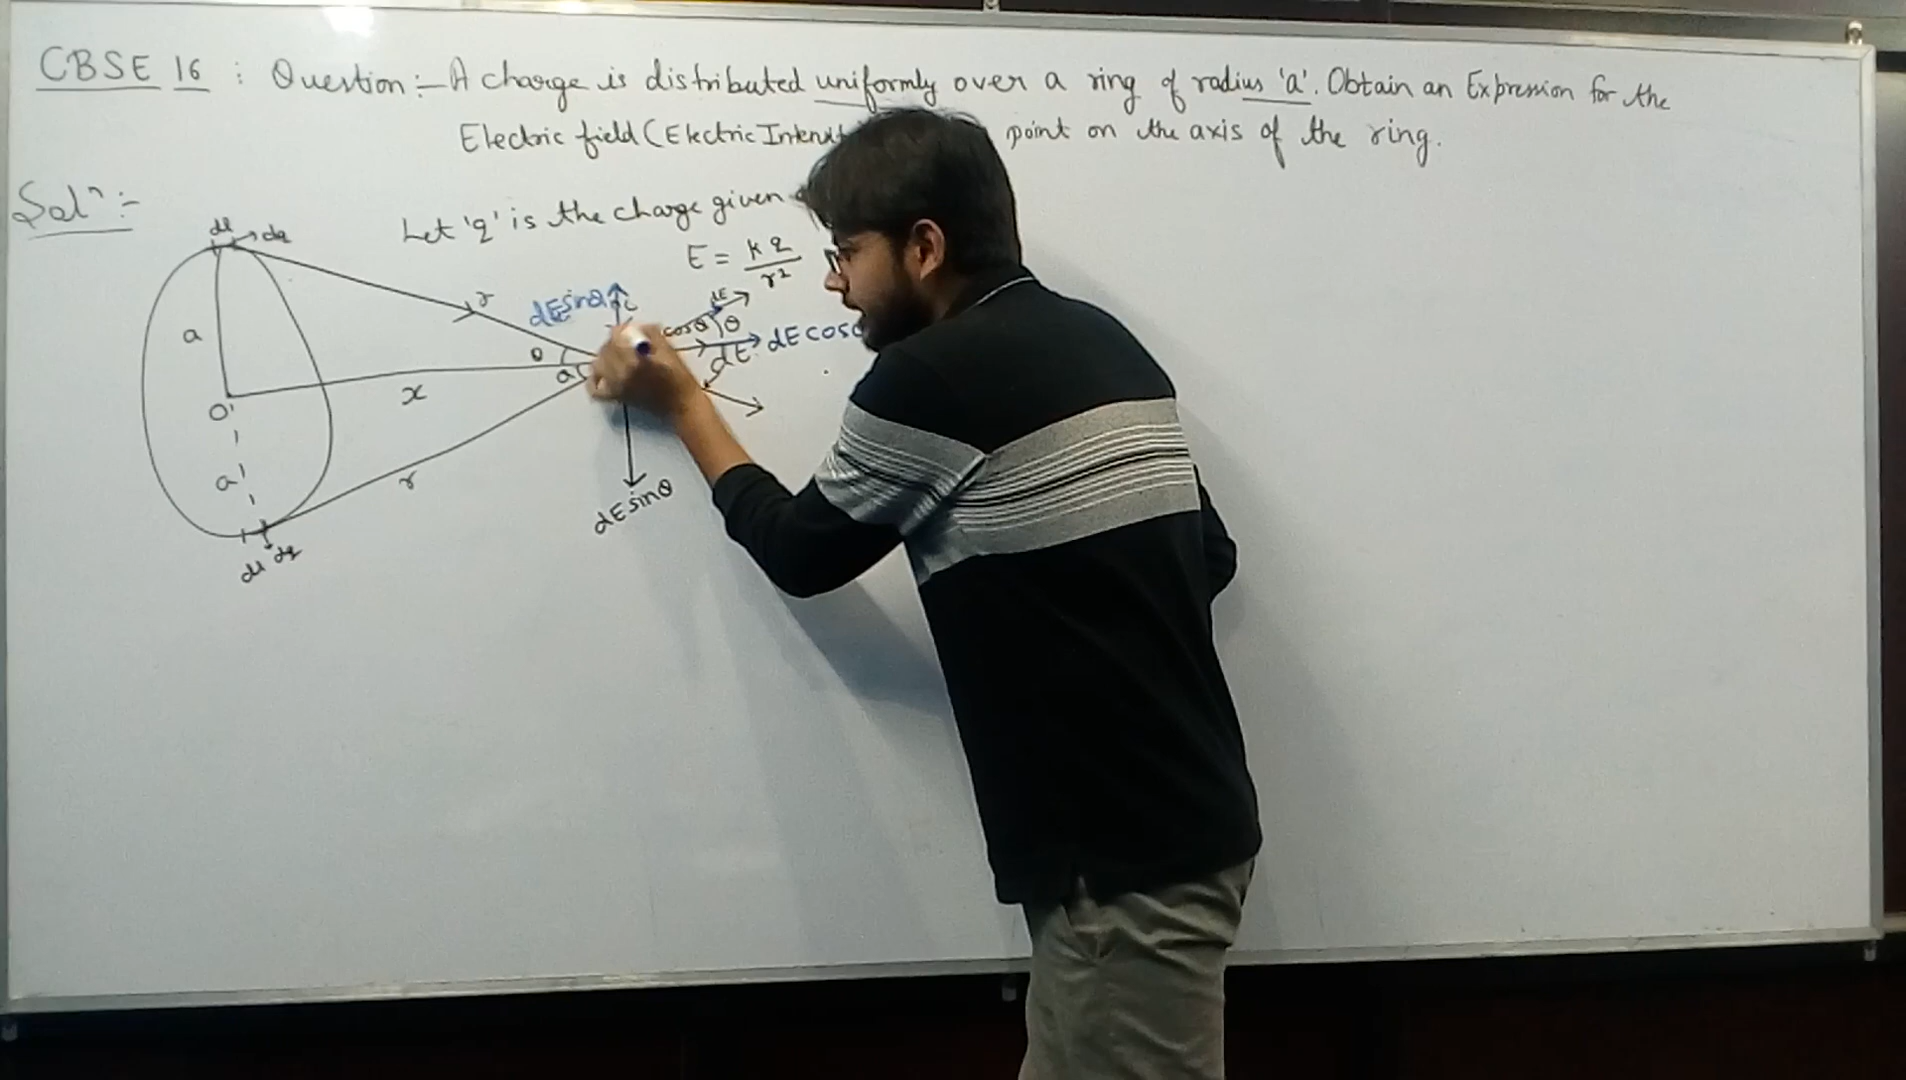 CBSE 16 : Question:- A charge is distributed uniformly over a ring of radius 'a'. Obtain an Expression for the
Electric field (Electric point on the axis of the ring.
Solⁿ :-
Let 'q' is the charge given
E = kq/r²
dl → dq
r
dE sinθ
dE
cosθ
θ
dE cos
dE
a
θ
x
O
a
r
dE sinθ
dl dq